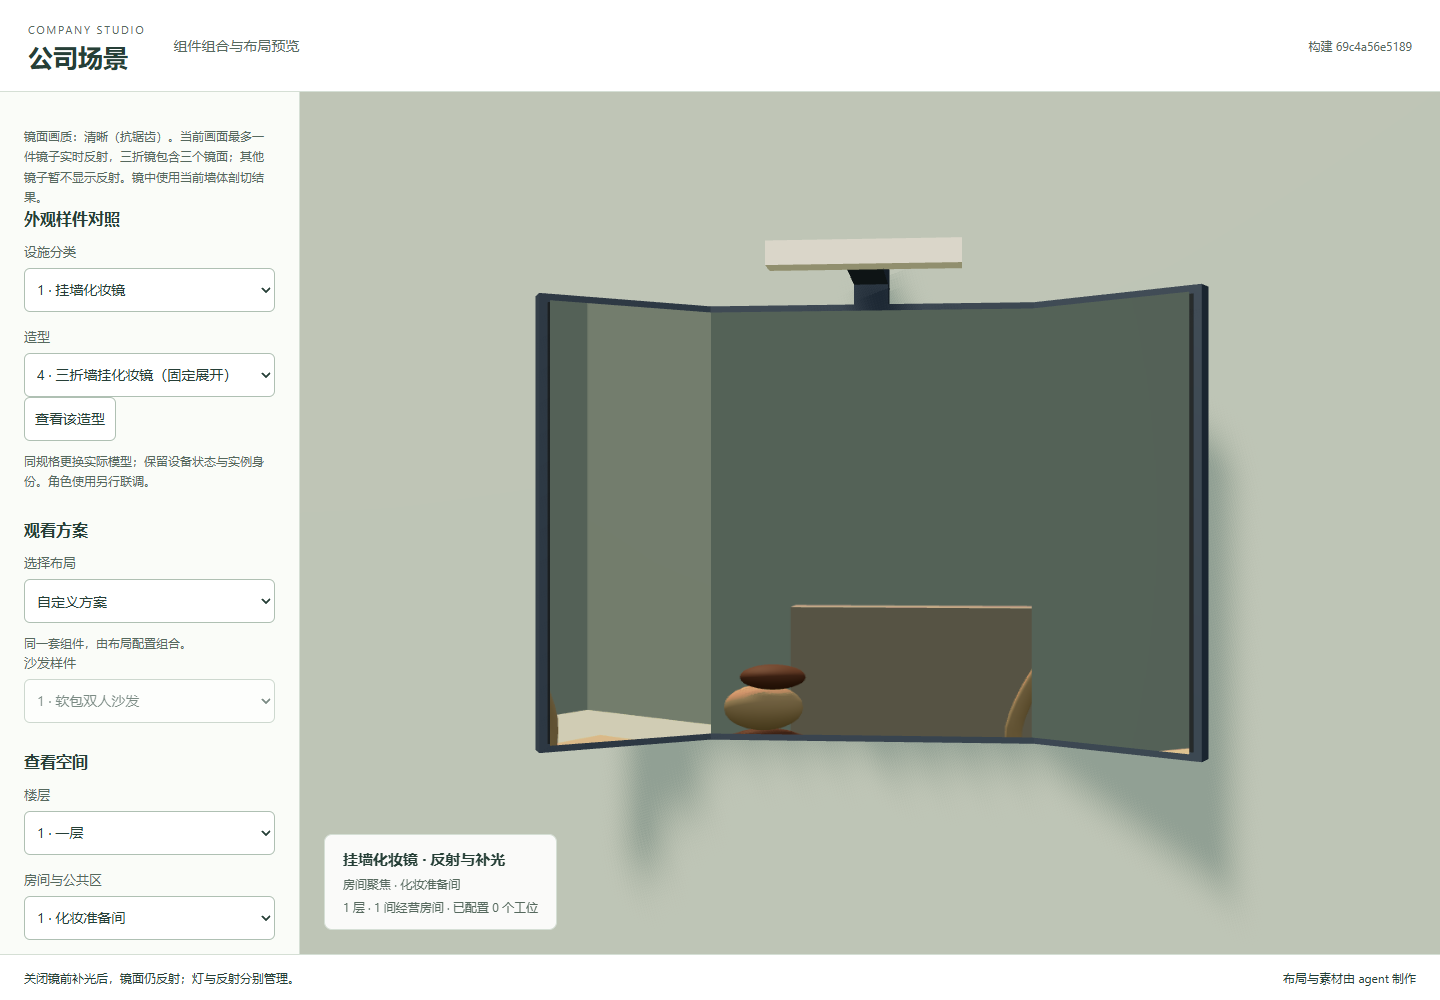 COMPANY STUDIO
公司场景
组件组合与布局预览
构建 69c4a56e5189
镜面画质：清晰（抗锯齿）。当前画面最多一
件镜子实时反射，三折镜包含三个镜面；其他
镜子暂不显示反射。镜中使用当前墙体剖切结
果。
外观样件对照
设施分类
1 · 挂墙化妆镜
造型
4 · 三折墙挂化妆镜（固定展开）
查看该造型
同规格更换实际模型；保留设备状态与实例身
份。角色使用另行联调。
观看方案
选择布局
自定义方案
同一套组件，由布局配置组合。
沙发样件
1 · 软包双人沙发
查看空间
楼层
1 · 一层
房间与公共区
1 · 化妆准备间
挂墙化妆镜 · 反射与补光
房间聚焦 · 化妆准备间
1 层 · 1 间经营房间 · 已配置 0 个工位
关闭镜前补光后，镜面仍反射；灯与反射分别管理。
布局与素材由 agent 制作